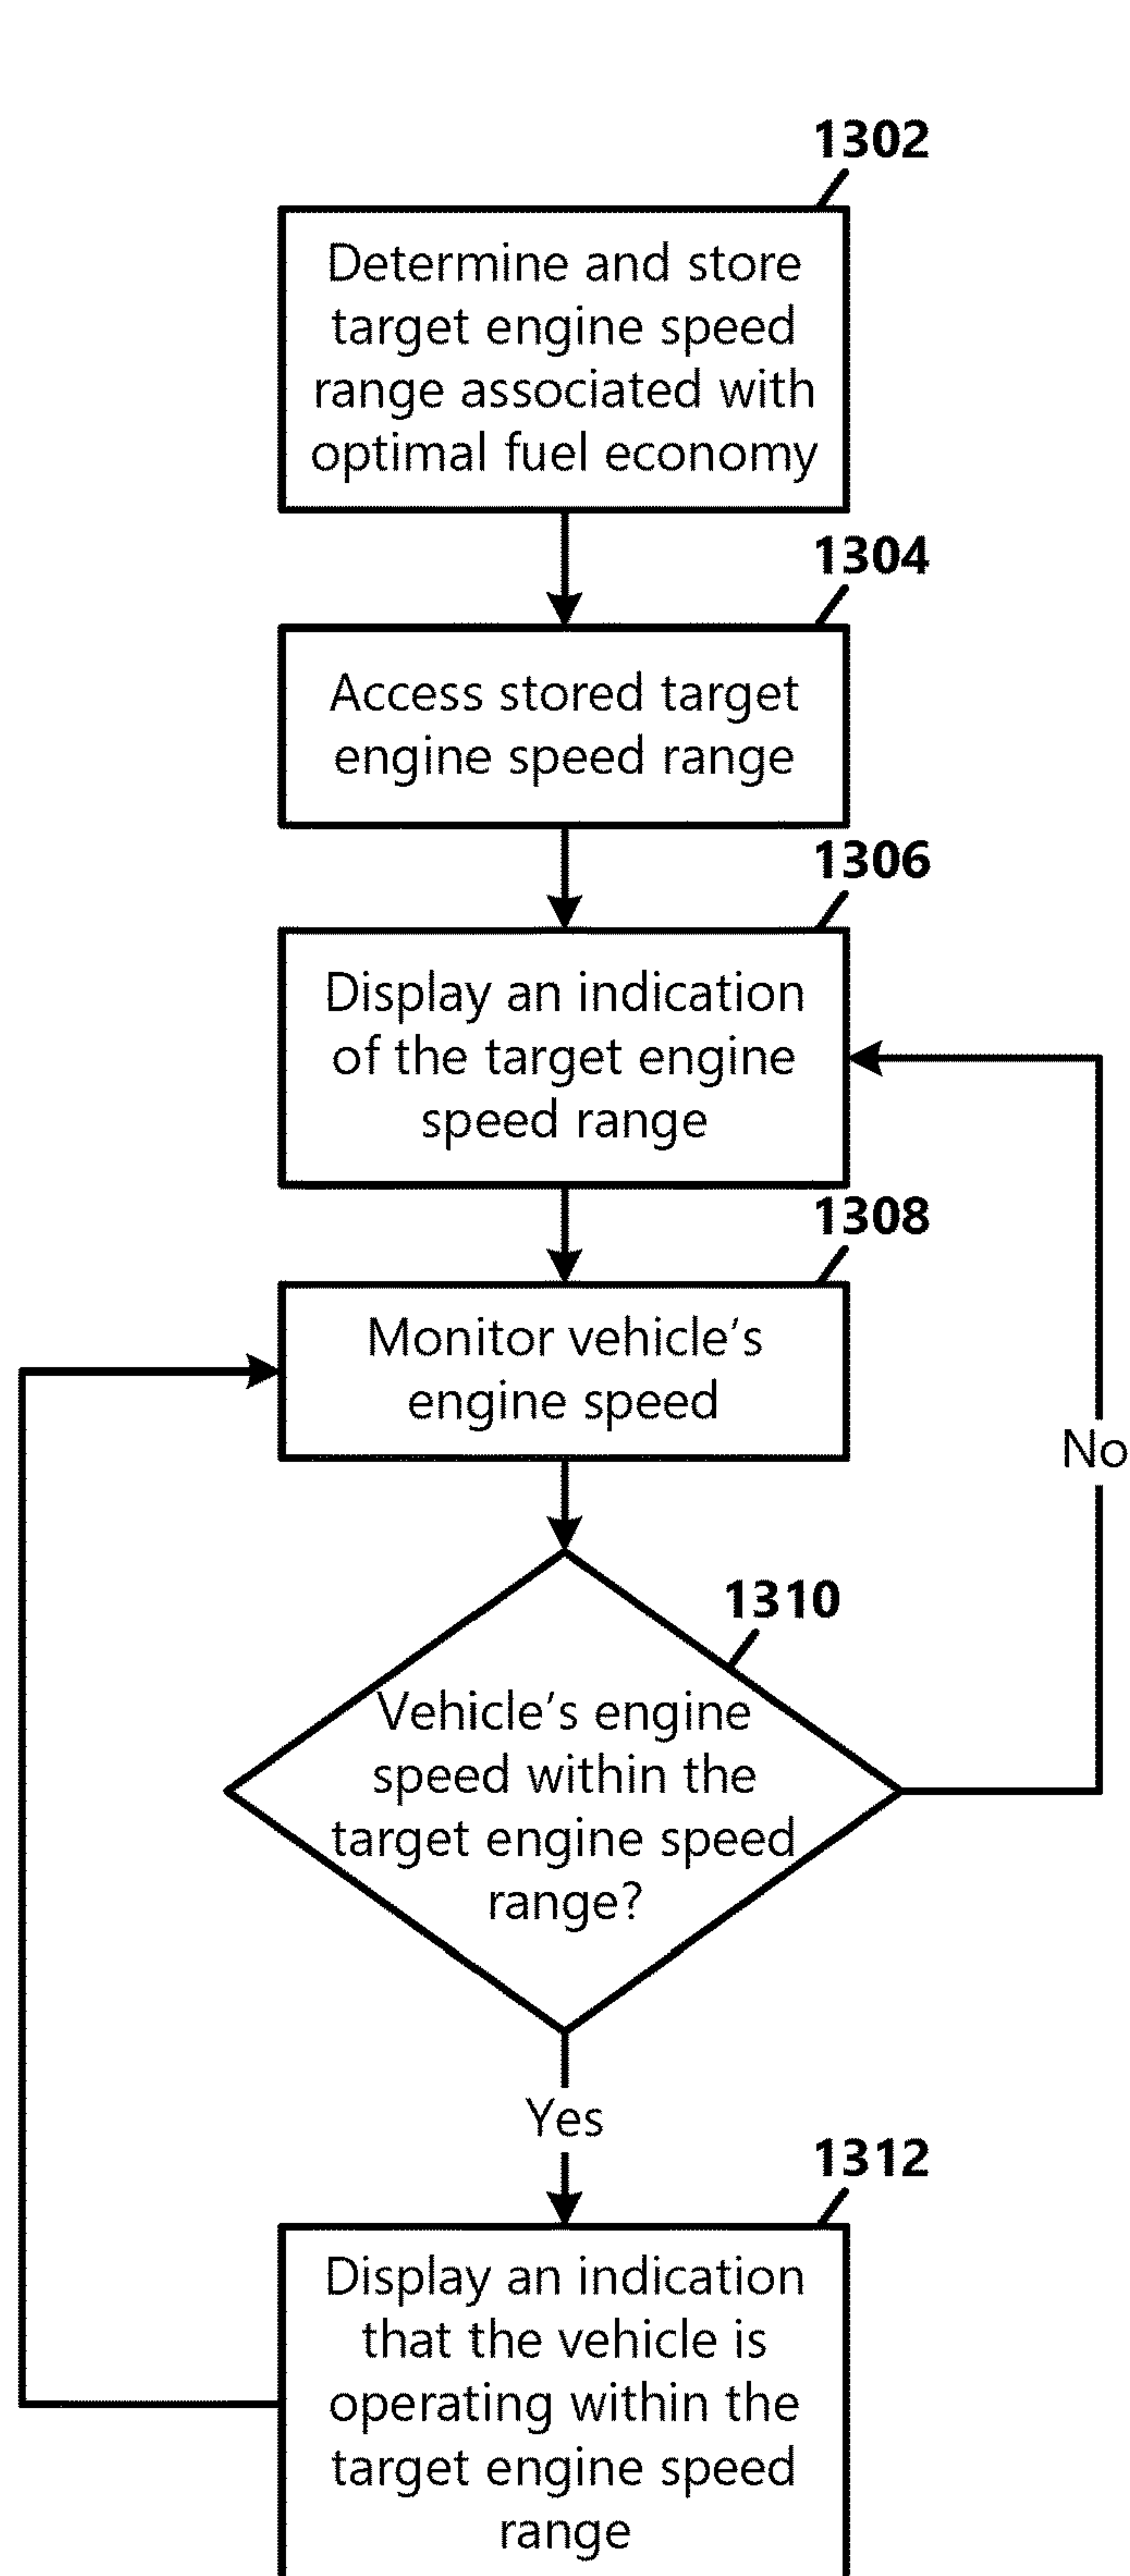 1302
Determine and store
target engine speed
range associated with
optimal fuel economy
1304
Access stored target
engine speed range
1306
Display an indication
of the target engine
speed range
1308
Monitor vehicle's
engine speed
No
1310
Vehicle's engine
speed within the
target engine speed
range?
Yes
1312
Display an indication
that the vehicle is
operating within the
target engine speed
range